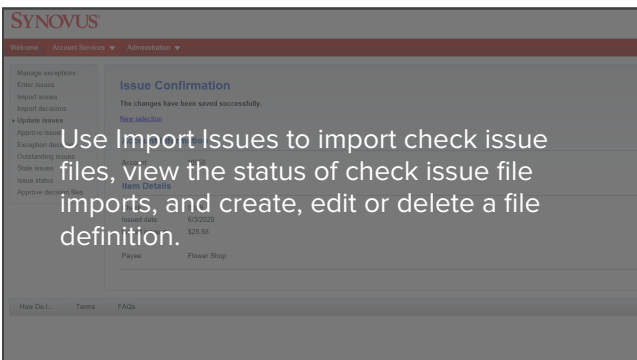 SYNOVUS
Welcome Account Services Administration
Manage exceptions
Enter issues
Import issues
Import decisions
Update issues
Approve issues
Exception
Outstanding issues
Stale issues
Issue status
Approve decision files
Issue Confirmation
The changes have been saved successfully.
New selection
Account
Item Details
Issued date: 6/3/2020
$26.88
Payee: Flower Shop
Use Import Issues to import check issue
files, view the status of check issue file
imports, and create, edit or delete a file
definition.
How Do I... Terms FAQs